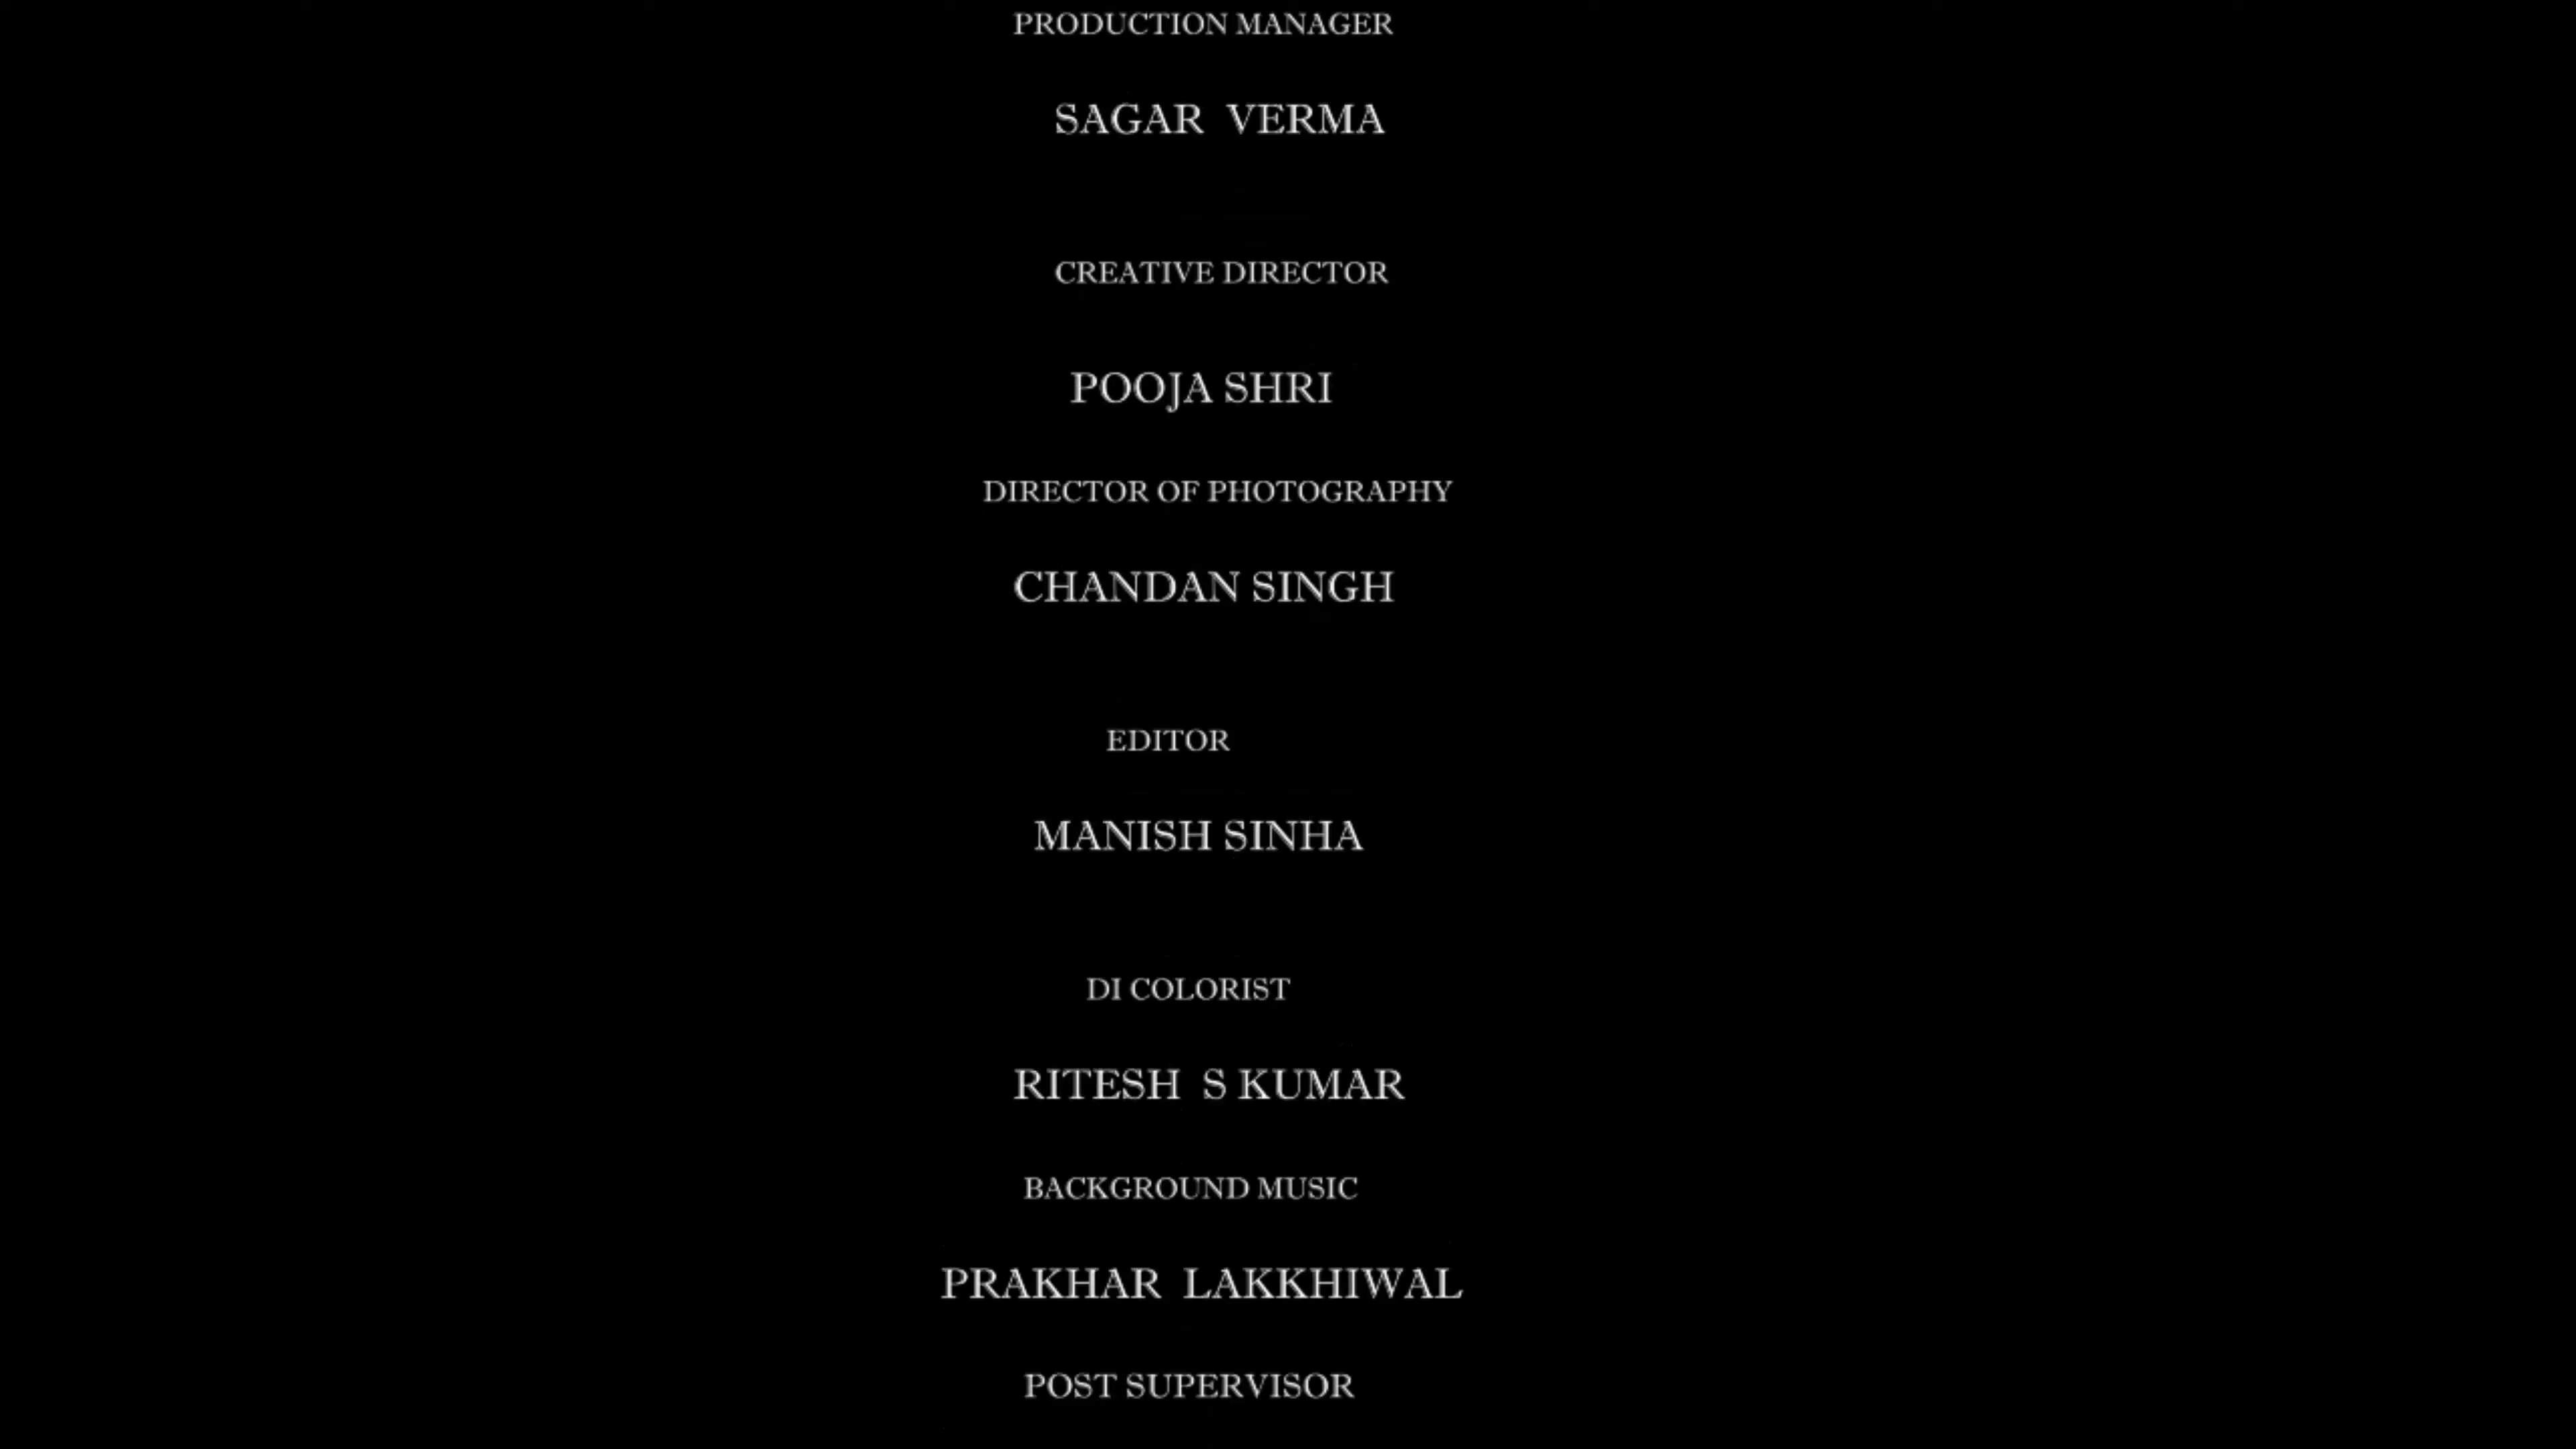 PRODUCTION MANAGER
SAGAR VERMA
CREATIVE DIRECTOR
POOJA SHRI
DIRECTOR OF PHOTOGRAPHY
CHANDAN SINGH
EDITOR
MANISH SINHA
DI COLORIST
RITESH S KUMAR
BACKGROUND MUSIC
PRAKHAR LAKKHIWAL
POST SUPERVISOR